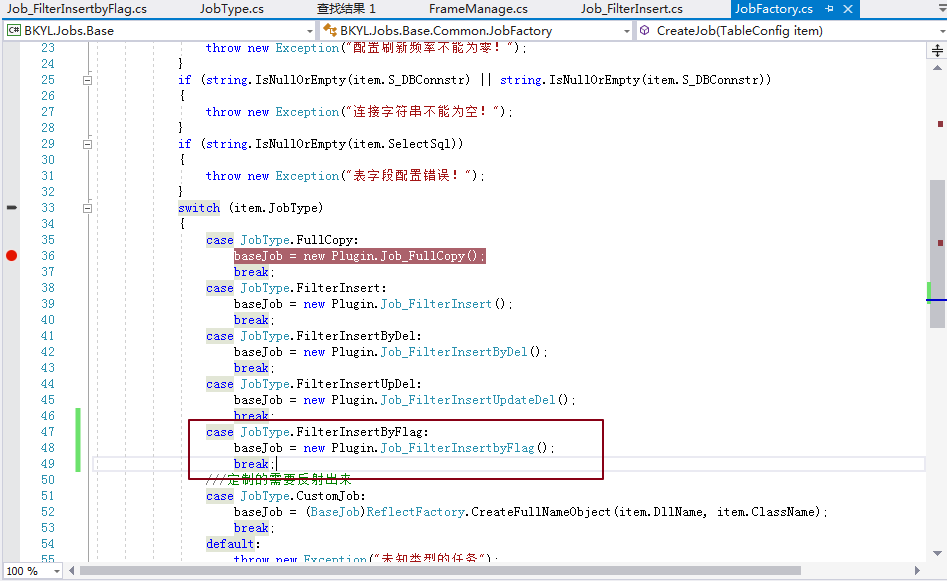 Job_FilterInsertbyFlag.cs JobType.cs 查找结果 1 FrameManage.cs Job_FilterInsert.cs JobFactory.cs
C# BKYL.Jobs.Base BKYL.Jobs.Base.Common.JobFactory CreateJob(TableConfig item)
23 throw new Exception("配置刷新频率不能为零！");
24 }
25 if (string.IsNullOrEmpty(item.S_DBConnstr) || string.IsNullOrEmpty(item.S_DBConnstr))
26 {
27 throw new Exception("连接字符串不能为空！");
28 }
29 if (string.IsNullOrEmpty(item.SelectSql))
30 {
31 throw new Exception("表字段配置错误！");
32 }
33 switch (item.JobType)
34 {
35 case JobType.FullCopy:
36 baseJob = new Plugin.Job_FullCopy();
37 break;
38 case JobType.FilterInsert:
39 baseJob = new Plugin.Job_FilterInsert();
40 break;
41 case JobType.FilterInsertByDel:
42 baseJob = new Plugin.Job_FilterInsertByDel();
43 break;
44 case JobType.FilterInsertUpDel:
45 baseJob = new Plugin.Job_FilterInsertUpdateDel();
46 break;
47 case JobType.FilterInsertByFlag:
48 baseJob = new Plugin.Job_FilterInsertbyFlag();
49 break;
50 ///定制的需要反射出来
51 case JobType.CustomJob:
52 baseJob = (BaseJob)ReflectFactory.CreateFullNameObject(item.DllName, item.ClassName);
53 break;
54 default:
55 throw new Exception("未知类型的任务");
100 %